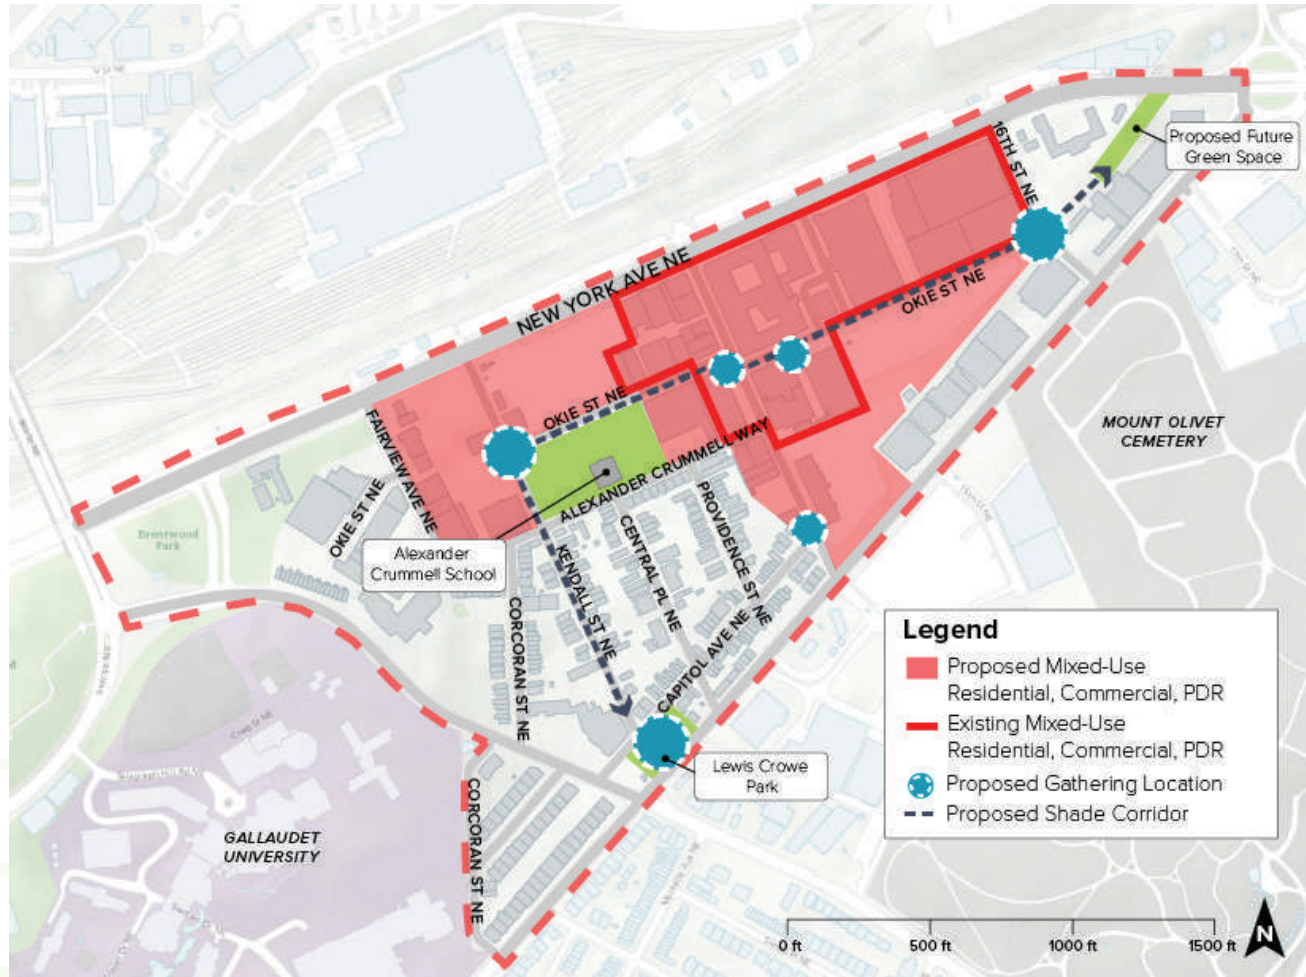 16TH ST NE
Proposed Future
Green Space
NEW YORK AVE NE
OKIE ST NE
OKIE ST NE
FAIRVIEW AVE NE
MOUNT OLIVET
CEMETERY
ALEXANDER CRUMMELL WAY
OKIE ST NE
Brentwood
Park
Alexander
Crummell School
PROVIDENCE ST NE
CENTRAL PL NE
KENDALL ST NE
CORCORAN ST NE
CAPITOL AVE NE
Legend
Proposed Mixed-Use
Residential, Commercial, PDR
Existing Mixed-Use
Residential, Commercial, PDR
Proposed Gathering Location
Proposed Shade Corridor
Lewis Crowe
Park
CORCORAN ST NE
GALLAUDET
UNIVERSITY
0 ft
500 ft
1000 ft
1500 ft
N